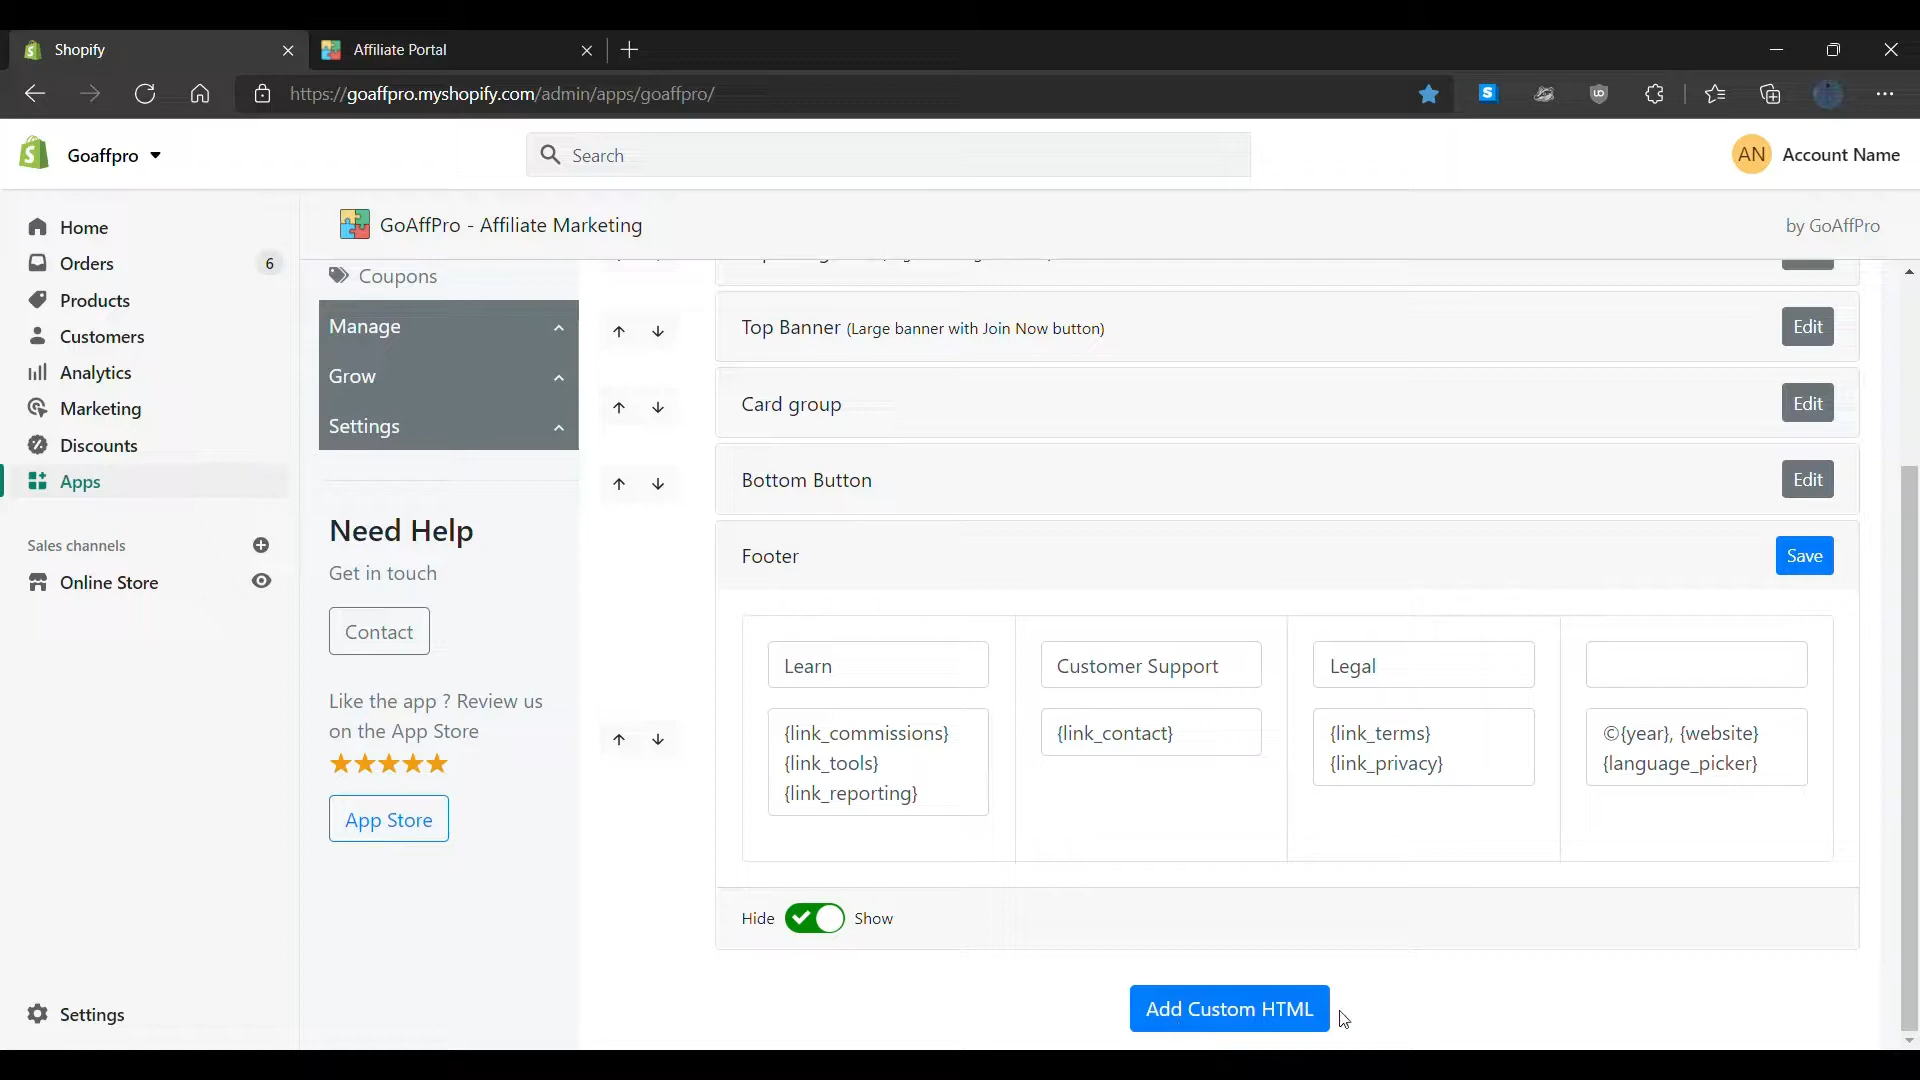 Shopify
Affiliate Portal
https://goaffpro.myshopify.com/admin/apps/goaffpro/
Goaffpro
Search
AN Account Name
Home
Orders 6
Products
Customers
Analytics
Marketing
Discounts
Apps
Sales channels
Online Store
Settings
GoAffPro - Affiliate Marketing
by GoAffPro
Coupons
Manage
Grow
Settings
Need Help
Get in touch
Contact
Like the app ? Review us
on the App Store
App Store
Top Banner (Large banner with Join Now button)
Edit
Card group
Edit
Bottom Button
Edit
Footer
Save
Learn
{link_commissions}
{link_tools}
{link_reporting}
Customer Support
{link_contact}
Legal
{link_terms}
{link_privacy}
©{year}, {website}
{language_picker}
Hide Show
Add Custom HTML